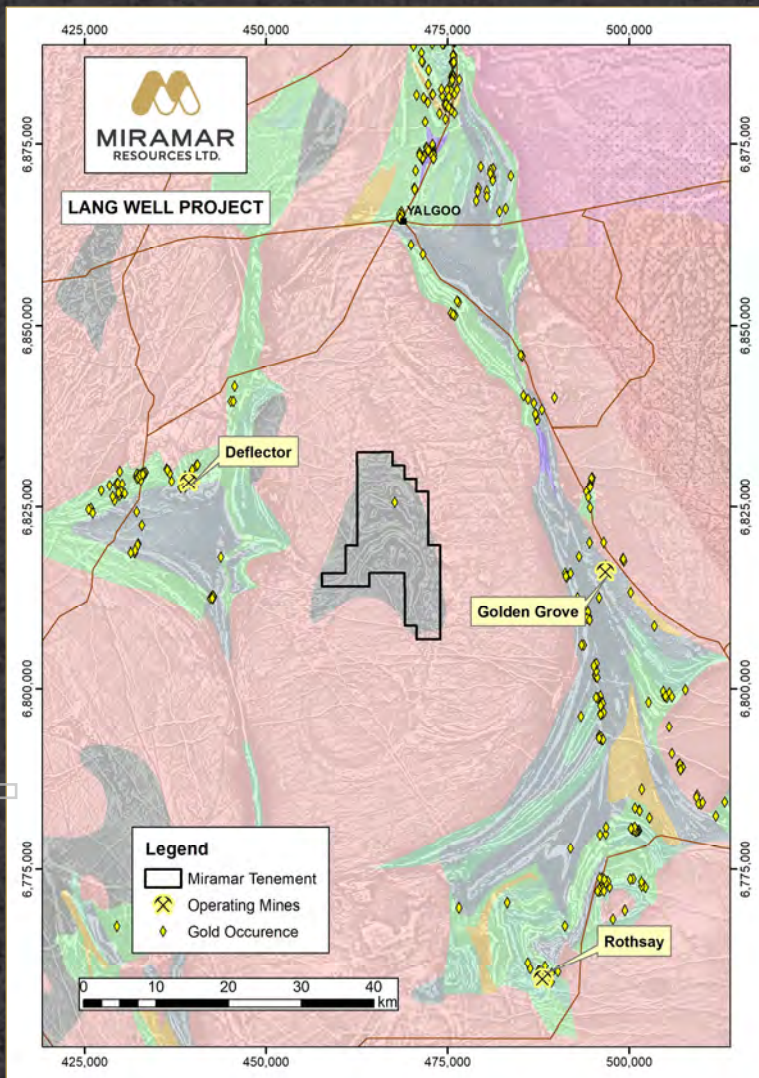 425,000
450,000
475,000
500,000
MIRAMAR
RESOURCES LTD.
LANG WELL PROJECT
6,875,000
6,875,000
YALGOO
6,850,000
6,850,000
Deflector
6,825,000
6,825,000
Golden Grove
6,800,000
6,800,000
6,775,000
6,775,000
Legend
Miramar Tenement
Operating Mines
Gold Occurence
Rothsay
0 10 20 30 40
km
425,000
450,000
475,000
500,000